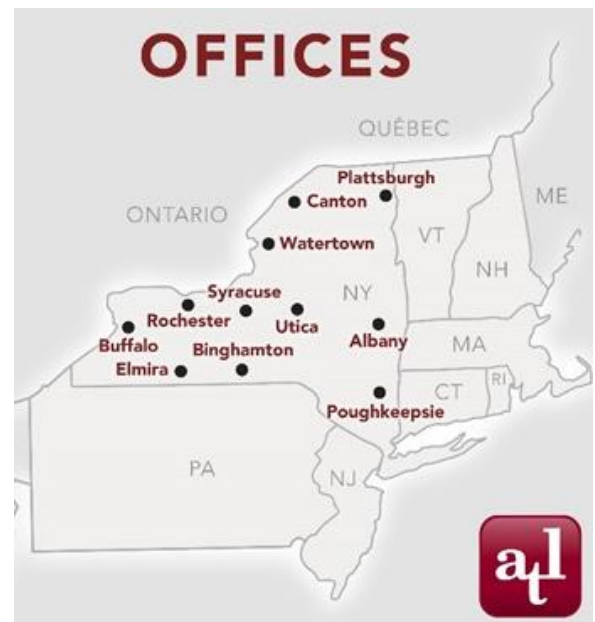 OFFICES
QUÉBEC
Plattsburgh
Canton
ME
ONTARIO
VT
Watertown
NH
Syracuse
NY
Rochester
Utica
Albany
MA
Buffalo
Binghamton
Elmira
CT
RI
Poughkeepsie
PA
NJ
atl